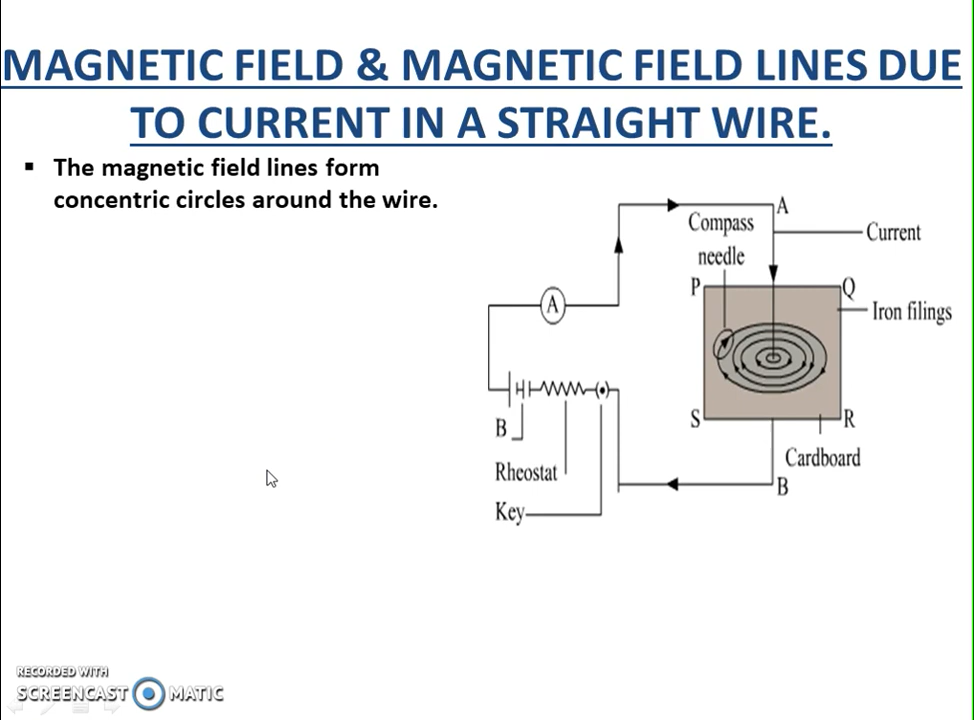 MAGNETIC FIELD & MAGNETIC FIELD LINES DUE
TO CURRENT IN A STRAIGHT WIRE.
▪ The magnetic field lines form
concentric circles around the wire.
A
Compass
needle
Current
P
Q
A
Iron filings
B
S
R
Rheostat
Cardboard
B
Key
RECORDED WITH
SCREENCAST MATIC